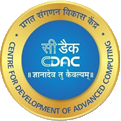 प्रगत संगणन विकास केंद्र
सी डैक
CDAC
॥ ज्ञानादेव तु कैवल्यम् ॥
CENTRE FOR DEVELOPMENT OF ADVANCED COMPUTING